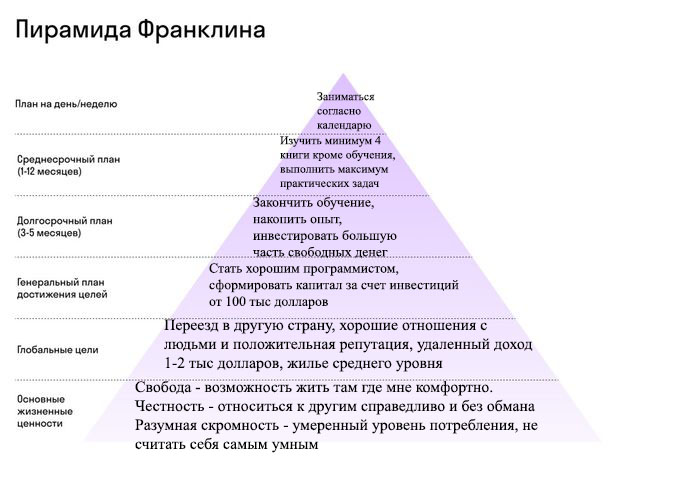 Пирамида Франклина
План на день/неделю
Заниматься
согласно
календарю
Среднесрочный план
(1-12 месяцев)
Изучить минимум 4
книги кроме обучения,
выполнить максимум
практических задач
Долгосрочный план
(3-5 месяцев)
Закончить обучение,
накопить опыт,
инвестировать большую
часть свободных денег
Генеральный план
достижения целей
Стать хорошим программистом,
сформировать капитал за счет инвестиций
от 100 тыс долларов
Глобальные цели
Переезд в другую страну, хорошие отношения с
людьми и положительная репутация, удаленный доход
1-2 тыс долларов, жилье среднего уровня
Основные
жизненные
ценности
Свобода - возможность жить там где мне комфортно.
Честность - относиться к другим справедливо и без обмана
Разумная скромность - умеренный уровень потребления, не
считать себя самым умным